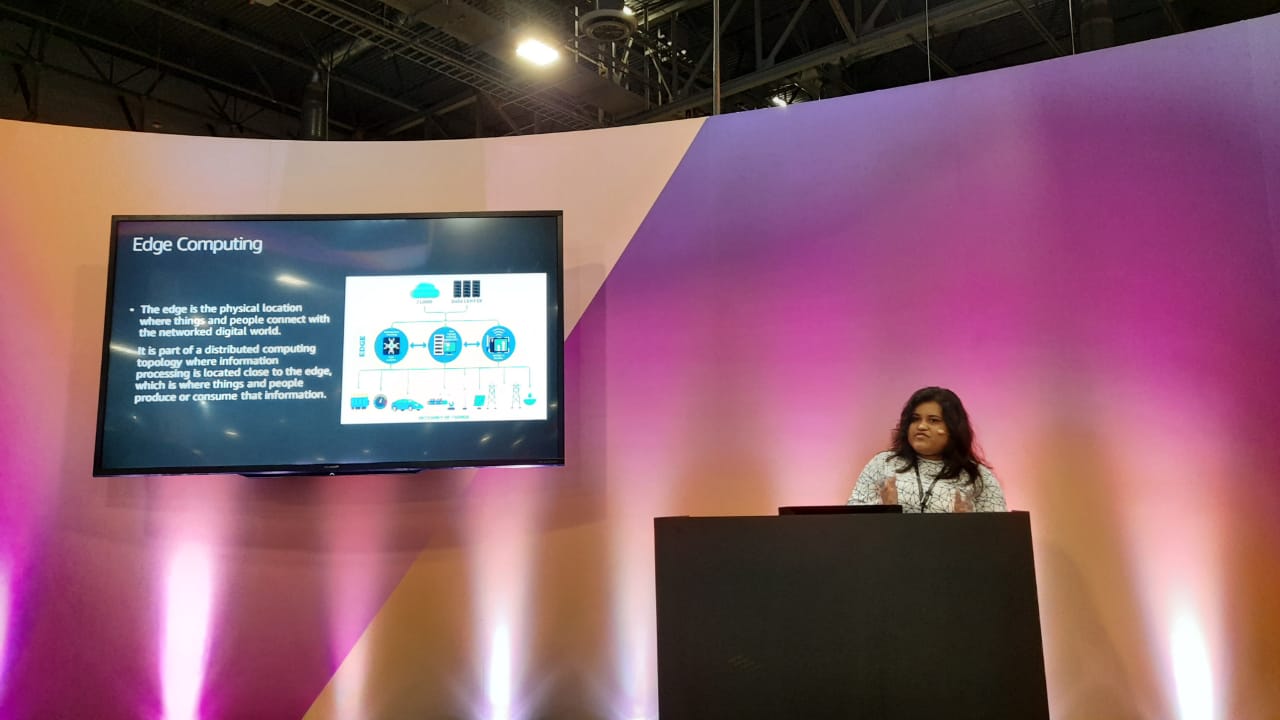 Edge Computing
• The edge is the physical location
where things and people connect with
the networked digital world.
It is part of a distributed computing
topology where information
processing is located close to the edge,
which is where things and people
produce or consume that information.
CLOUD
DATA CENTER
EDGE